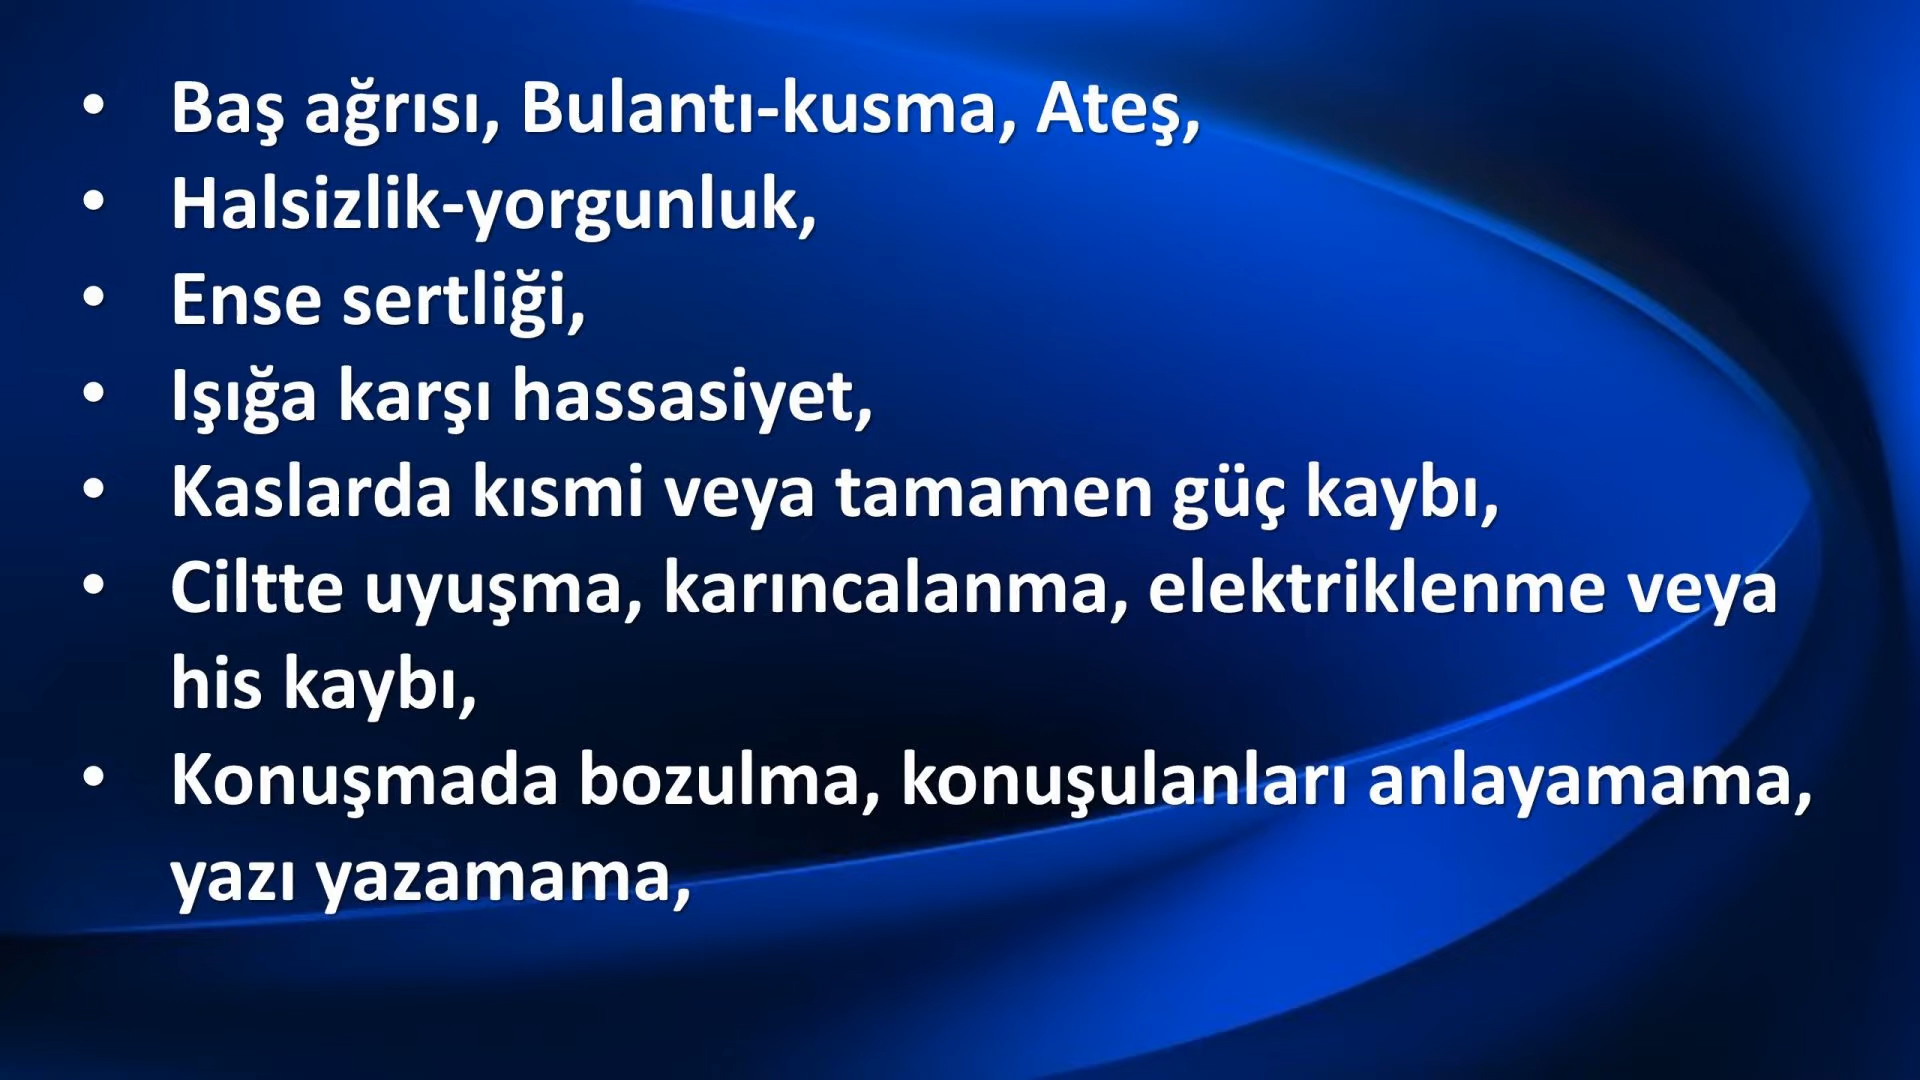 • Baş ağrısı, Bulantı-kusma, Ateş,
• Halsizlik-yorgunluk,
• Ense sertliği,
• Işığa karşı hassasiyet,
• Kaslarda kısmi veya tamamen güç kaybı,
• Ciltte uyuşma, karıncalanma, elektriklenme veya
his kaybı,
• Konuşmada bozulma, konuşulanları anlayamama,
yazı yazamama,